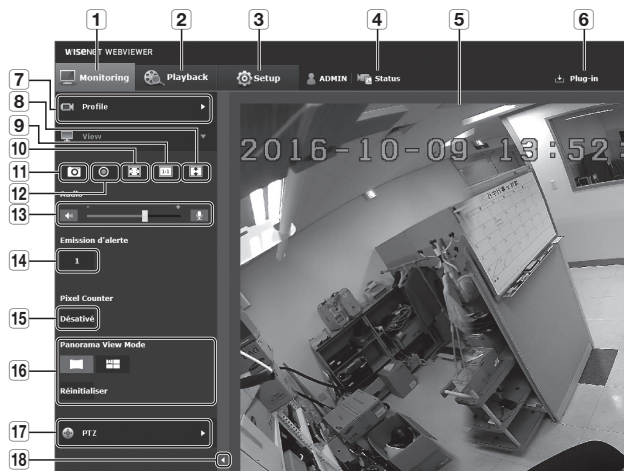 1 2 3 4 5 6
WISENET WEBVIEWER
Monitoring Playback Setup ADMIN Status Plug-in
7 Profile
8
View
9
10
2016-10-09 13:52:
11 1:1
12
Audio
13 - +
Emission d'alerte
14 1
Pixel Counter
15 Désativé
16 Panorama View Mode
Réinitialiser
17 PTZ
18